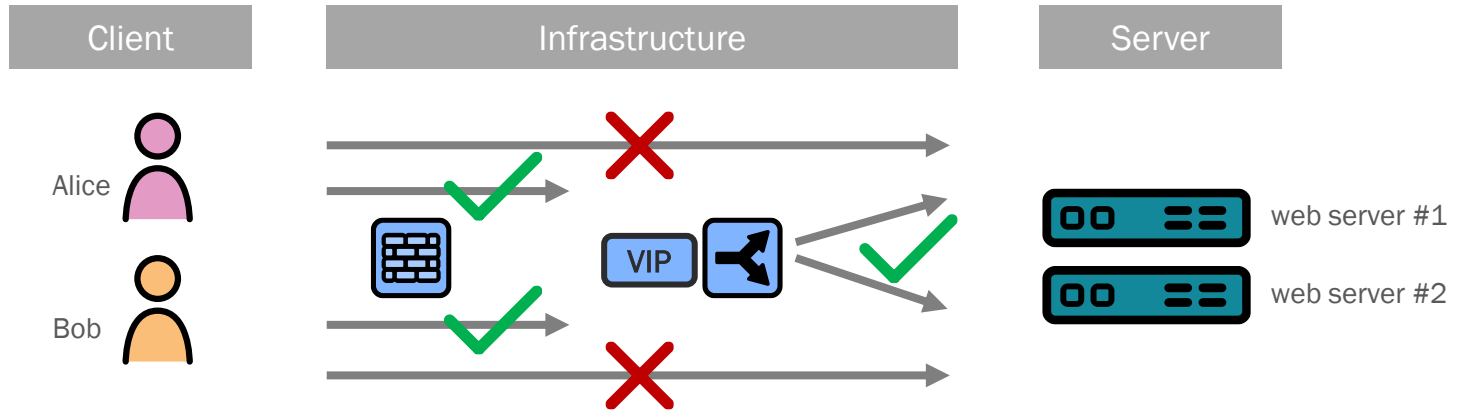 Client
Infrastructure
Server
Alice
VIP
web server #1
web server #2
Bob